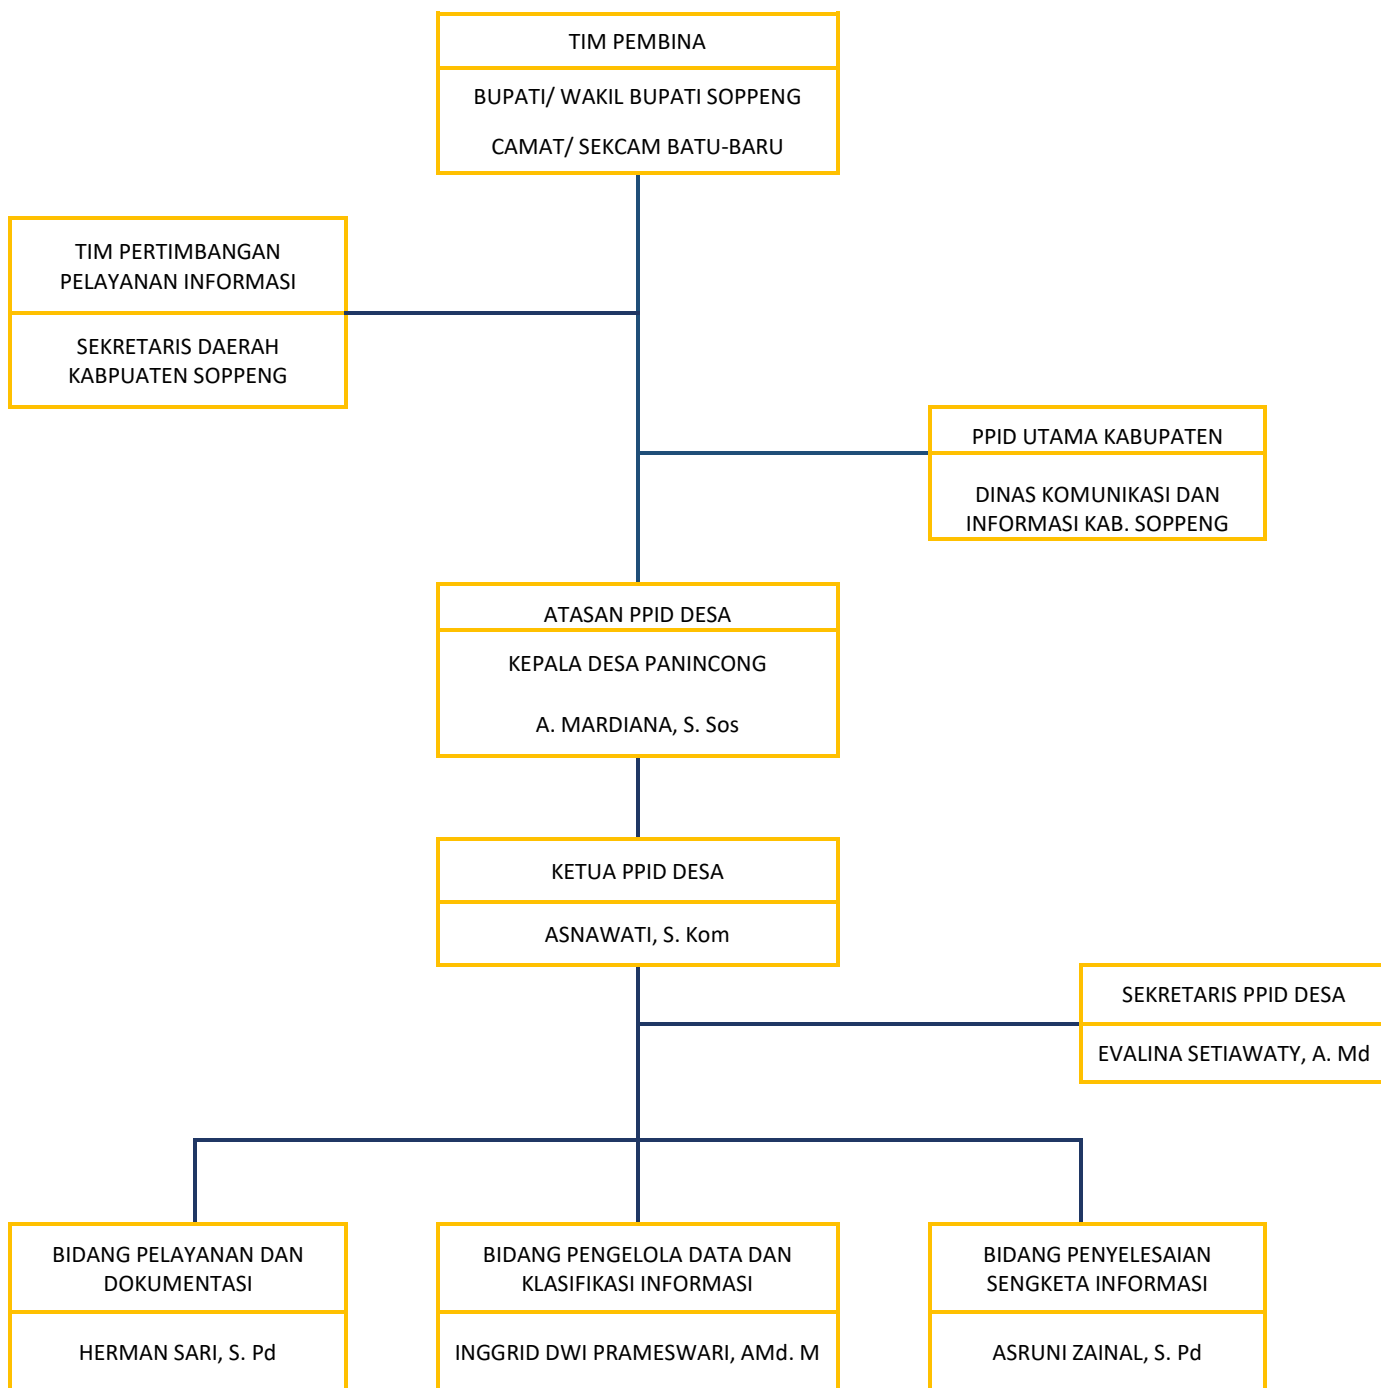 TIM PEMBINA
BUPATI/ WAKIL BUPATI SOPPENG
CAMAT/ SEKCAM BATU-BARU
TIM PERTIMBANGAN
PELAYANAN INFORMASI
SEKRETARIS DAERAH
KABPUATEN SOPPENG
PPID UTAMA KABUPATEN
DINAS KOMUNIKASI DAN
INFORMASI KAB. SOPPENG
ATASAN PPID DESA
KEPALA DESA PANINCONG
A. MARDIANA, S. Sos
KETUA PPID DESA
ASNAWATI, S. Kom
SEKRETARIS PPID DESA
EVALINA SETIAWATY, A. Md
BIDANG PELAYANAN DAN
DOKUMENTASI
HERMAN SARI, S. Pd
BIDANG PENGELOLA DATA DAN
KLASIFIKASI INFORMASI
INGGRID DWI PRAMESWARI, AMd. M
BIDANG PENYELESAIAN
SENGKETA INFORMASI
ASRUNI ZAINAL, S. Pd